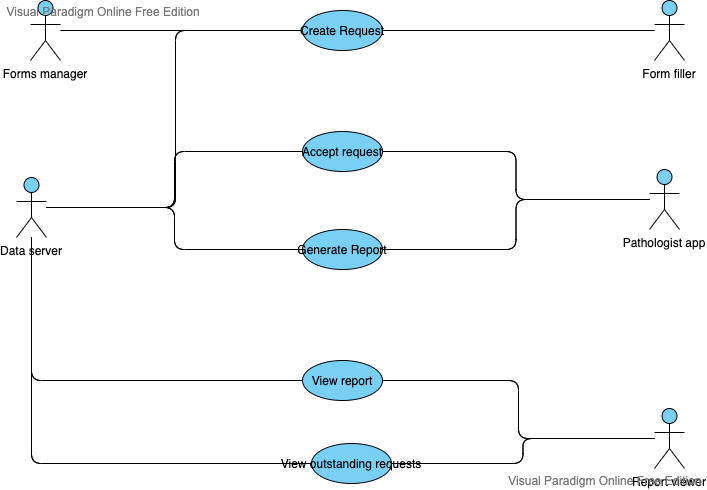 Visual Paradigm Online Free Edition
Create Request
Forms manager
Form filler
Accept request
Data server
Generate Report
Pathologist app
View report
View outstanding requests
Visual Paradigm Online Free Edition
Report viewer